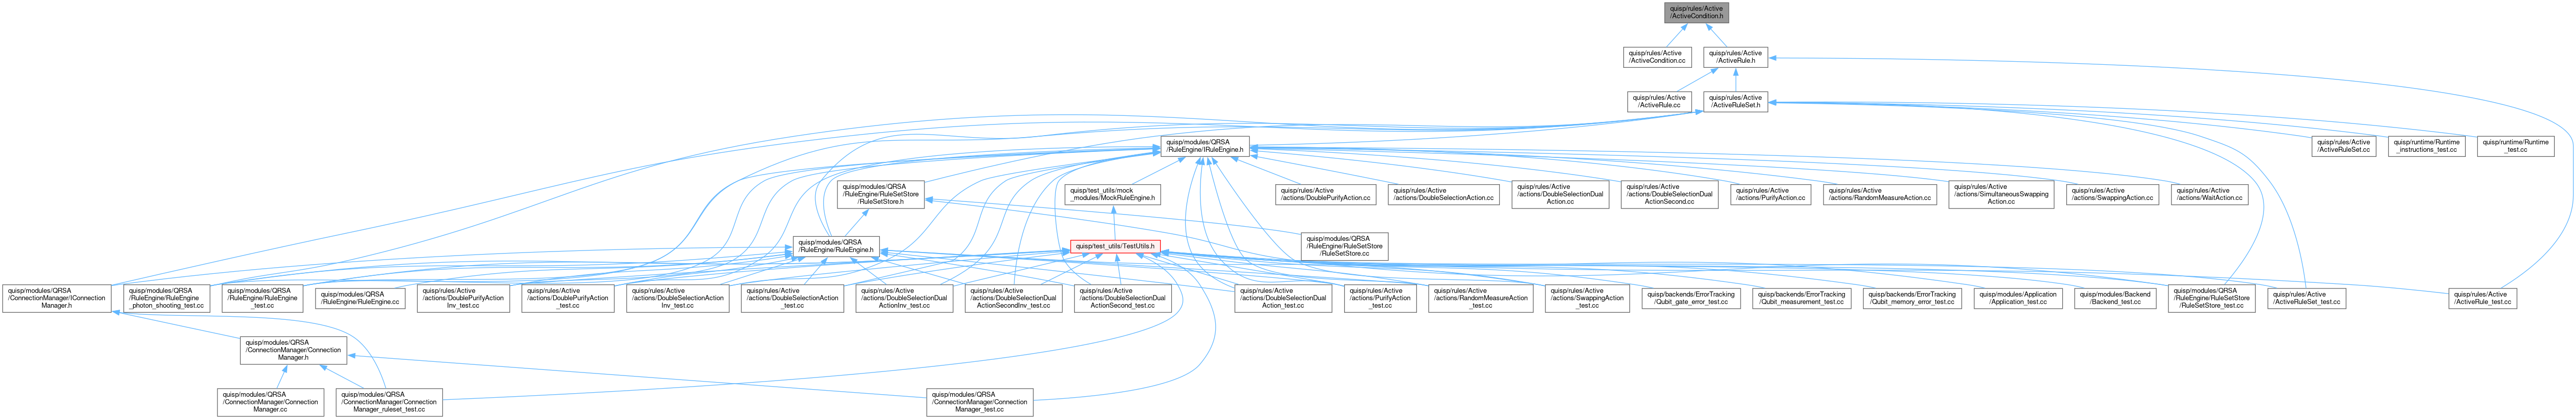 quisp/rules/Active
/ActiveCondition.h
quisp/rules/Active
/ActiveCondition.cc
quisp/rules/Active
/ActiveRule.h
quisp/rules/Active
/ActiveRule.cc
quisp/rules/Active
/ActiveRuleSet.h
quisp/modules/QRSA
/RuleEngine/IRuleEngine.h
quisp/rules/Active
/ActiveRuleSet.cc
quisp/runtime/Runtime
_instructions_test.cc
quisp/runtime/Runtime
_test.cc
quisp/modules/QRSA
/RuleEngine/RuleSetStore
/RuleSetStore.h
quisp/test_utils/mock
_modules/MockRuleEngine.h
quisp/rules/Active
/actions/DoublePurifyAction.cc
quisp/rules/Active
/actions/DoubleSelectionAction.cc
quisp/rules/Active
/actions/DoubleSelectionDual
Action.cc
quisp/rules/Active
/actions/DoubleSelectionDual
ActionSecond.cc
quisp/rules/Active
/actions/PurifyAction.cc
quisp/rules/Active
/actions/RandomMeasureAction.cc
quisp/rules/Active
/actions/SimultaneousSwapping
Action.cc
quisp/rules/Active
/actions/SwappingAction.cc
quisp/rules/Active
/actions/WaitAction.cc
quisp/modules/QRSA
/RuleEngine/RuleEngine.h
quisp/test_utils/TestUtils.h
quisp/modules/QRSA
/RuleEngine/RuleSetStore
/RuleSetStore.cc
quisp/modules/QRSA
/ConnectionManager/IConnection
Manager.h
quisp/modules/QRSA
/RuleEngine/RuleEngine
_photon_shooting_test.cc
quisp/modules/QRSA
/RuleEngine/RuleEngine
_test.cc
quisp/modules/QRSA
/RuleEngine/RuleEngine.cc
quisp/rules/Active
/actions/DoublePurifyAction
Inv_test.cc
quisp/rules/Active
/actions/DoublePurifyAction
_test.cc
quisp/rules/Active
/actions/DoubleSelectionAction
Inv_test.cc
quisp/rules/Active
/actions/DoubleSelectionAction
_test.cc
quisp/rules/Active
/actions/DoubleSelectionDual
ActionInv_test.cc
quisp/rules/Active
/actions/DoubleSelectionDual
ActionSecondInv_test.cc
quisp/rules/Active
/actions/DoubleSelectionDual
ActionSecond_test.cc
quisp/rules/Active
/actions/DoubleSelectionDual
Action_test.cc
quisp/rules/Active
/actions/PurifyAction
_test.cc
quisp/rules/Active
/actions/RandomMeasureAction
_test.cc
quisp/rules/Active
/actions/SwappingAction
_test.cc
quisp/backends/ErrorTracking
/Qubit_gate_error_test.cc
quisp/backends/ErrorTracking
/Qubit_measurement_test.cc
quisp/backends/ErrorTracking
/Qubit_memory_error_test.cc
quisp/modules/Application
/Application_test.cc
quisp/modules/Backend
/Backend_test.cc
quisp/modules/QRSA
/RuleEngine/RuleSetStore
/RuleSetStore_test.cc
quisp/rules/Active
/ActiveRuleSet_test.cc
quisp/rules/Active
/ActiveRule_test.cc
quisp/modules/QRSA
/ConnectionManager/Connection
Manager.h
quisp/modules/QRSA
/ConnectionManager/Connection
Manager.cc
quisp/modules/QRSA
/ConnectionManager/Connection
Manager_ruleset_test.cc
quisp/modules/QRSA
/ConnectionManager/Connection
Manager_test.cc